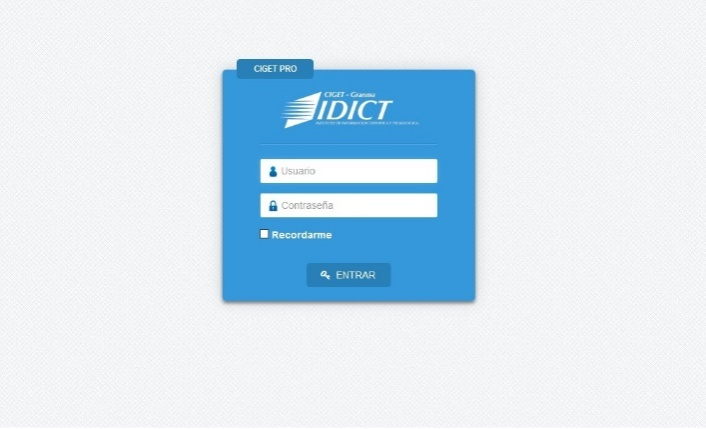 CIGET PRO
CIGET - Granma
IDICT
Usuario
Contraseña
Recordarme
ENTRAR